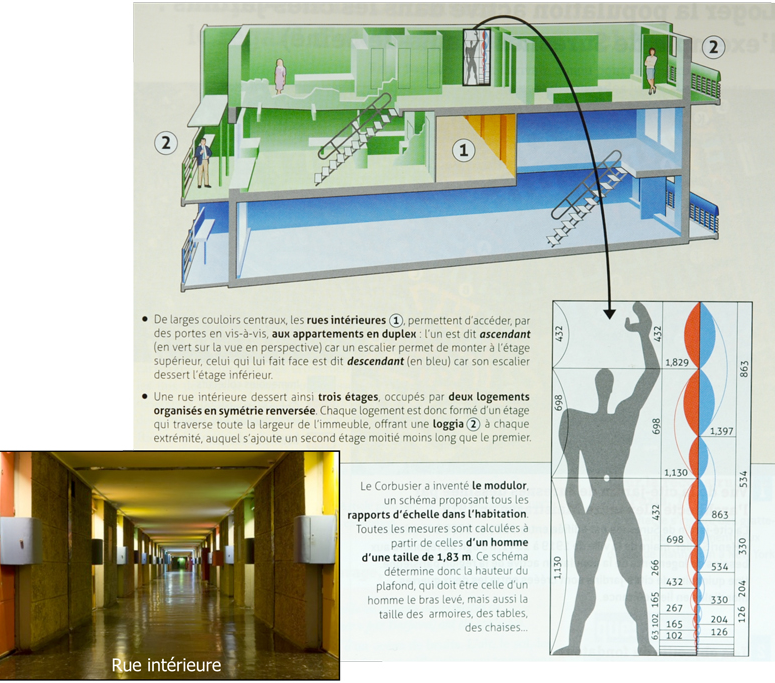 2
2
1
De larges couloirs centraux, les rues intérieures 1, permettent d'accéder, par
des portes en vis-à-vis, aux appartements en duplex : l'un est dit ascendant
(en vert sur la vue en perspective) car un escalier permet de monter à l'étage
supérieur, celui qui lui fait face est dit descendant (en bleu) car son escalier
dessert l'étage inférieur.
Une rue intérieure dessert ainsi trois étages, occupés par deux logements
organisés en symétrie renversée. Chaque logement est donc formé d'un étage
qui traverse toute la largeur de l'immeuble, offrant une loggia 2 à chaque
extrémité, auquel s'ajoute un second étage moitié moins long que le premier.
Le Corbusier a inventé le modulor,
un schéma proposant tous les
rapports d'échelle dans l'habitation.
Toutes les mesures sont calculées à
partir de celles d'un homme
d'une taille de 1,83 m. Ce schéma
détermine donc la hauteur du
plafond, qui doit être celle d'un
homme le bras levé, mais aussi la
taille des armoires, des tables,
des chaises...
Rue intérieure
432
698
1,130
432
698
432
266
165
102
63
1,829
1,130
698
432
267
165
102
1,397
863
534
330
204
126
863
534
330
204
126